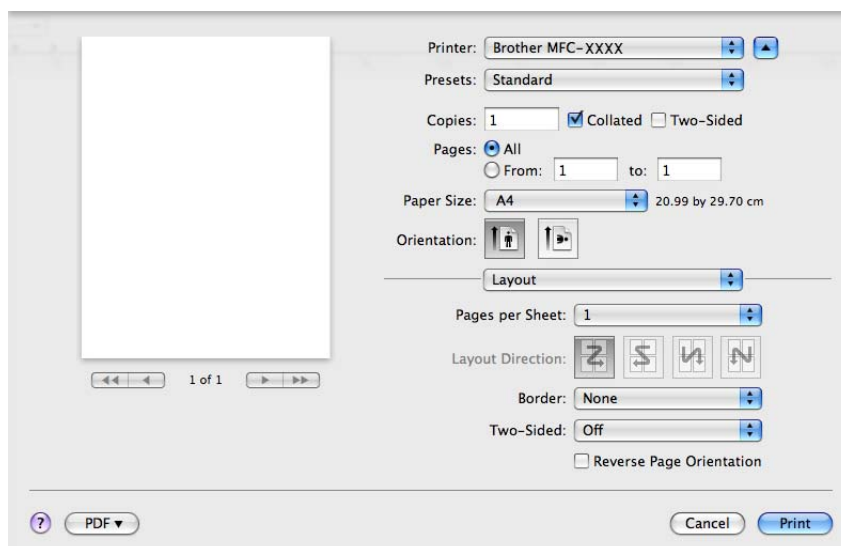 Printer: Brother MFC-XXXX
Presets: Standard
Copies: 1 Collated Two-Sided
Pages: All
From: 1 to: 1
Paper Size: A4 20.99 by 29.70 cm
Orientation:
Layout
Pages per Sheet: 1
Layout Direction:
1 of 1
Border: None
Two-Sided: Off
Reverse Page Orientation
? PDF Cancel Print